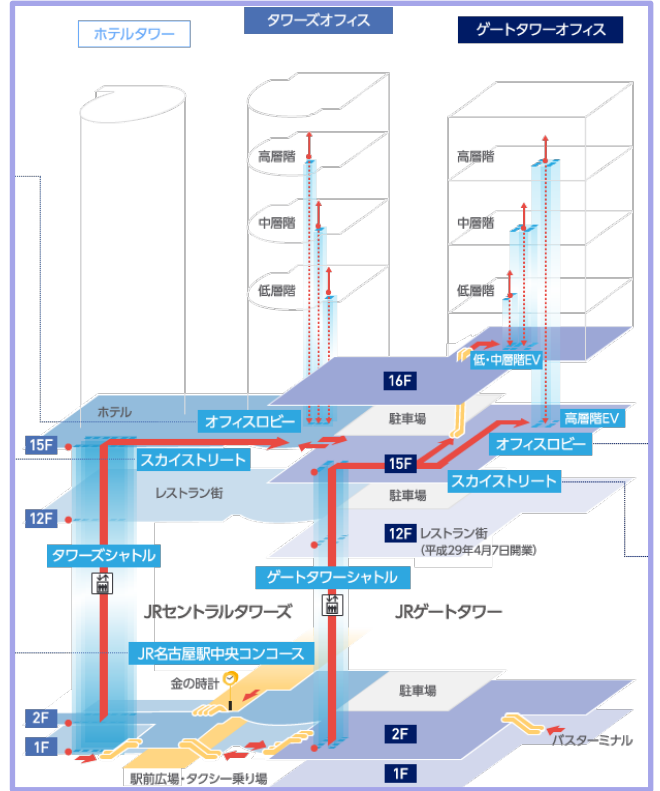 ホテルタワー
タワーズオフィス
ゲートタワーオフィス
高層階
中層階
低層階
高層階
中層階
低層階
低・中層階EV
16F
ホテル
オフィスロビー
駐車場
高層階EV
15F
スカイストリート
15F
オフィスロビー
スカイストリート
レストラン街
駐車場
12F
12F レストラン街
(平成29年4月7日開業)
タワーズシャトル
ゲートタワーシャトル
JRセントラルタワーズ
JRゲートタワー
JR名古屋駅中央コンコース
金の時計
駐車場
2F
2F
バスターミナル
1F
1F
駅前広場・タクシー乗り場